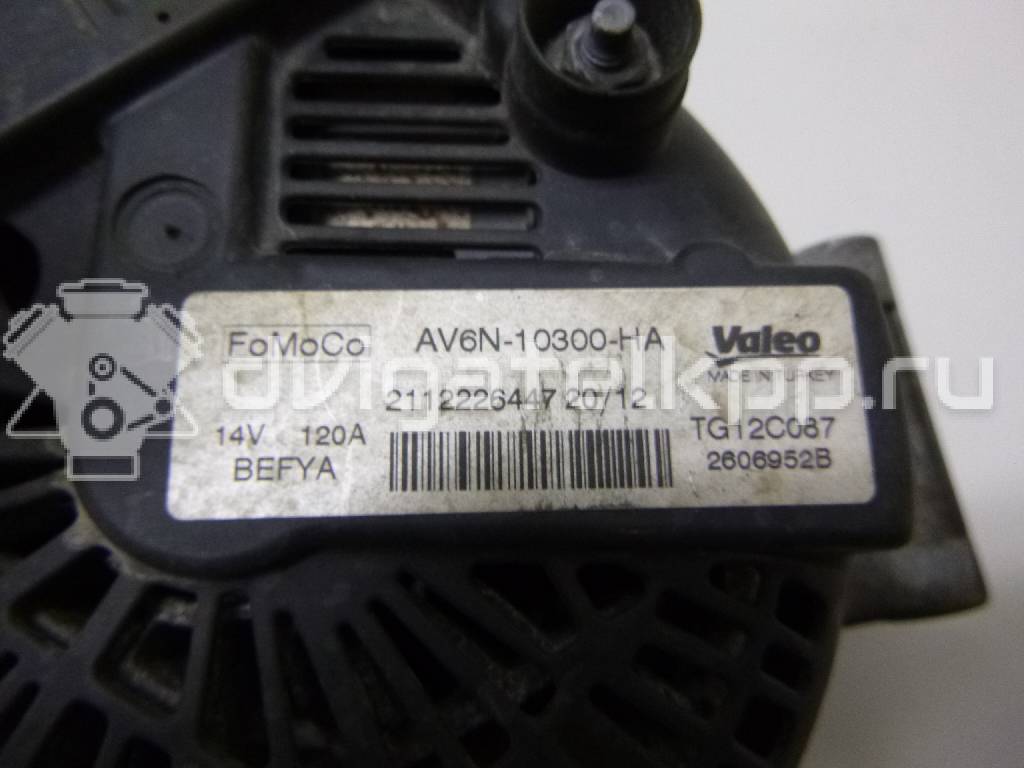 FoMoCo AV6N-10300-HA Valeo
MADE IN TURKEY
2112226447 20/12
14V 120A TG12C087
BEFYA 2606952B
dvigatelkpp.ru